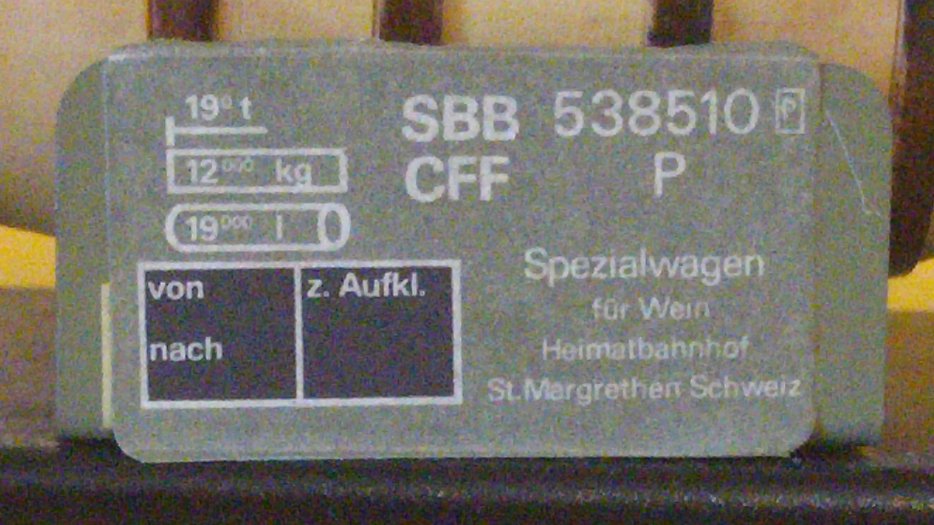 19⁰ t
12⁰⁰⁰ kg
19⁰⁰⁰ l
SBB 538510 P
CFF P
von
nach
z. Aufkl.
Spezialwagen
für Wein
Heimatbahnhof
St. Margrethen Schweiz